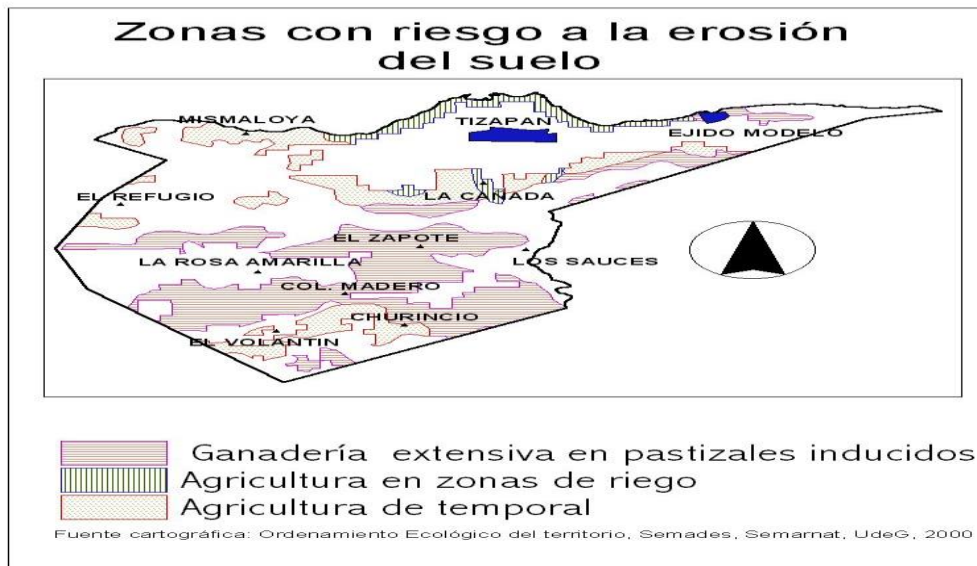 Zonas con riesgo a la erosión
del suelo
MISMALOYA
TIZAPAN
EJIDO MODELO
EL REFUGIO
LA CAÑADA
EL ZAPOTE
LA ROSA AMARILLA
LOS SAUCES
COL. MADERO
CHURINCIO
EL VOLANTIN
Ganadería extensiva en pastizales inducidos
Agricultura en zonas de riego
Agricultura de temporal
Fuente cartográfica: Ordenamiento Ecológico del territorio, Semades, Semarnat, UdeG, 2000